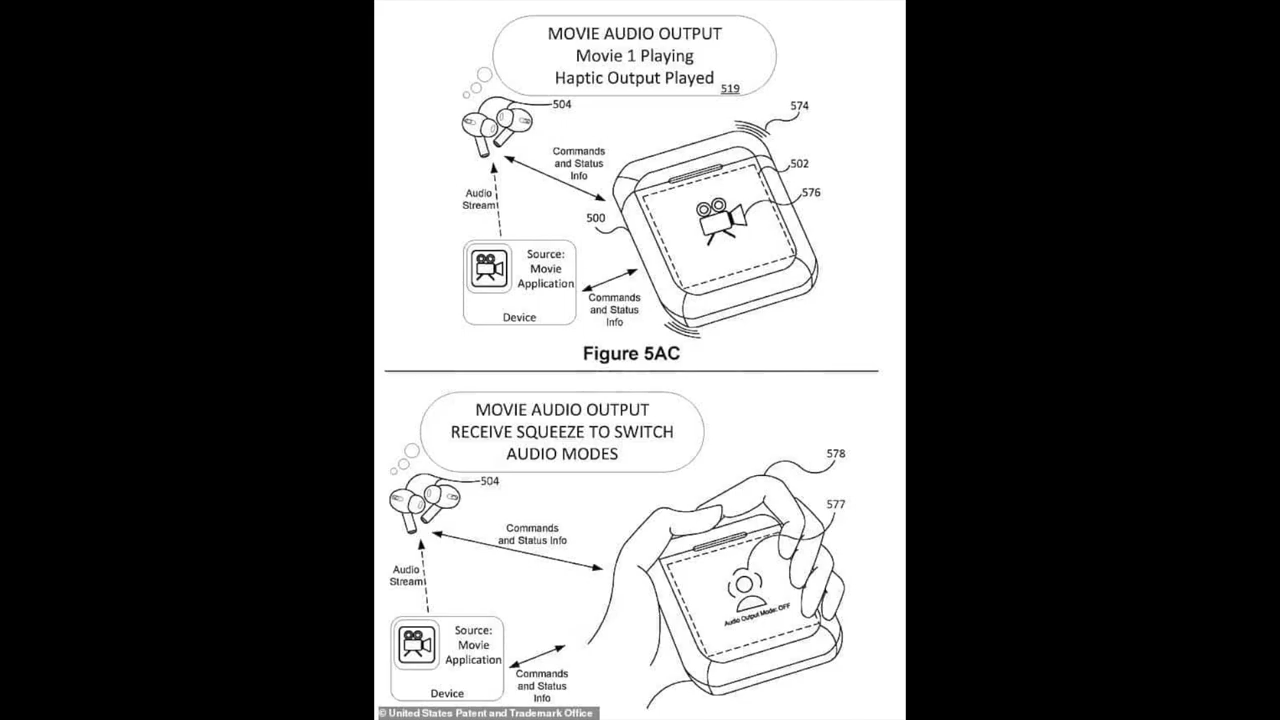 MOVIE AUDIO OUTPUT
Movie 1 Playing
Haptic Output Played
519
504
574
Commands
and Status
Info
502
Audio
Stream
576
500
Source:
Movie
Application
Device
Commands
and Status
Info
Figure 5AC
MOVIE AUDIO OUTPUT
RECEIVE SQUEEZE TO SWITCH
AUDIO MODES
578
504
577
Commands
and Status Info
Audio
Stream
Audio Output Mode: OFF
Source:
Movie
Application
Device
Commands
and Status
Info
© United States Patent and Trademark Office